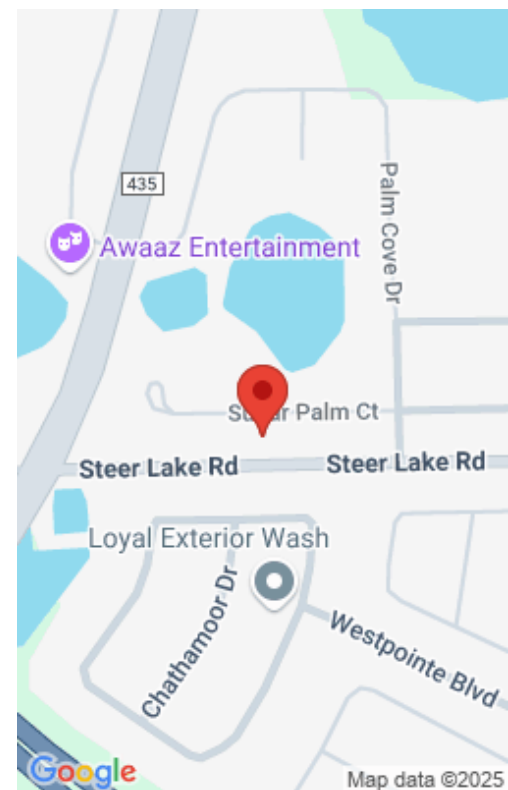 435
Palm Cove Dr
Awaaz Entertainment
Palm Ct
Steer Lake Rd
Steer Lake Rd
Loyal Exterior Wash
Chathamoor Dr
Westpointe Blvd
Google
Map data ©2025